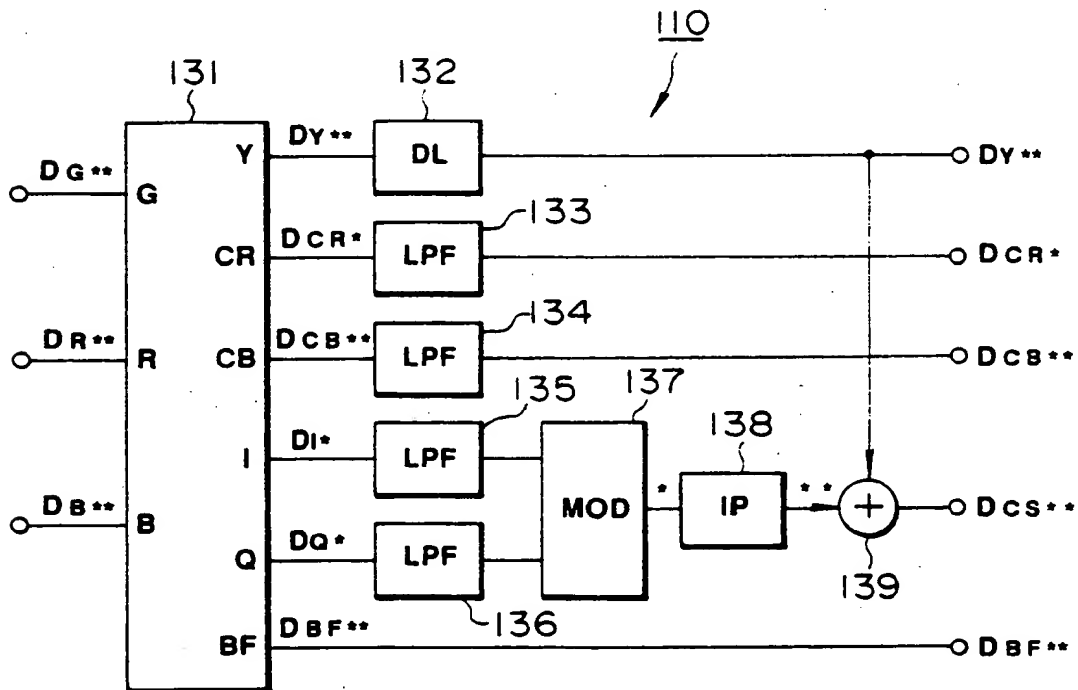 110
131
132
DY**
Y
DL
DY**
DG**
G
133
CR
DCR*
LPF
DCR*
134
DR**
R
CB
DCB**
LPF
DCB**
135
137
I
DI*
LPF
138
MOD
*
IP
**
+
DCS**
DB**
B
Q
DQ*
LPF
139
136
BF
DBF**
DBF**